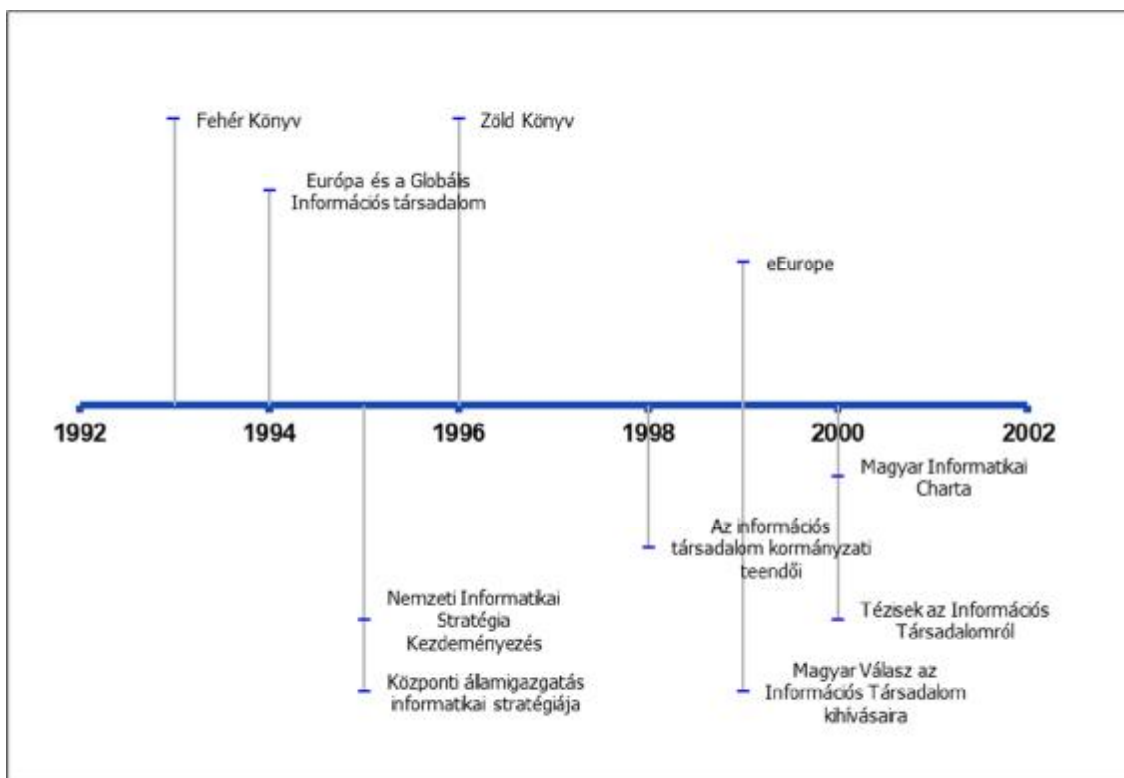 Fehér Könyv
Zöld Könyv
Európa és a Globális
Információs társadalom
eEurope
1992
1994
1996
1998
2000
2002
Magyar Informatikai
Charta
Az információs
társadalom kormányzati
teendői
Nemzeti Informatikai
Stratégia
Kezdeményezés
Tézisek az Információs
Társadalomról
Központi államigazgatás
informatikai stratégiája
Magyar Válasz az
Információs Társadalom
kihívásaira